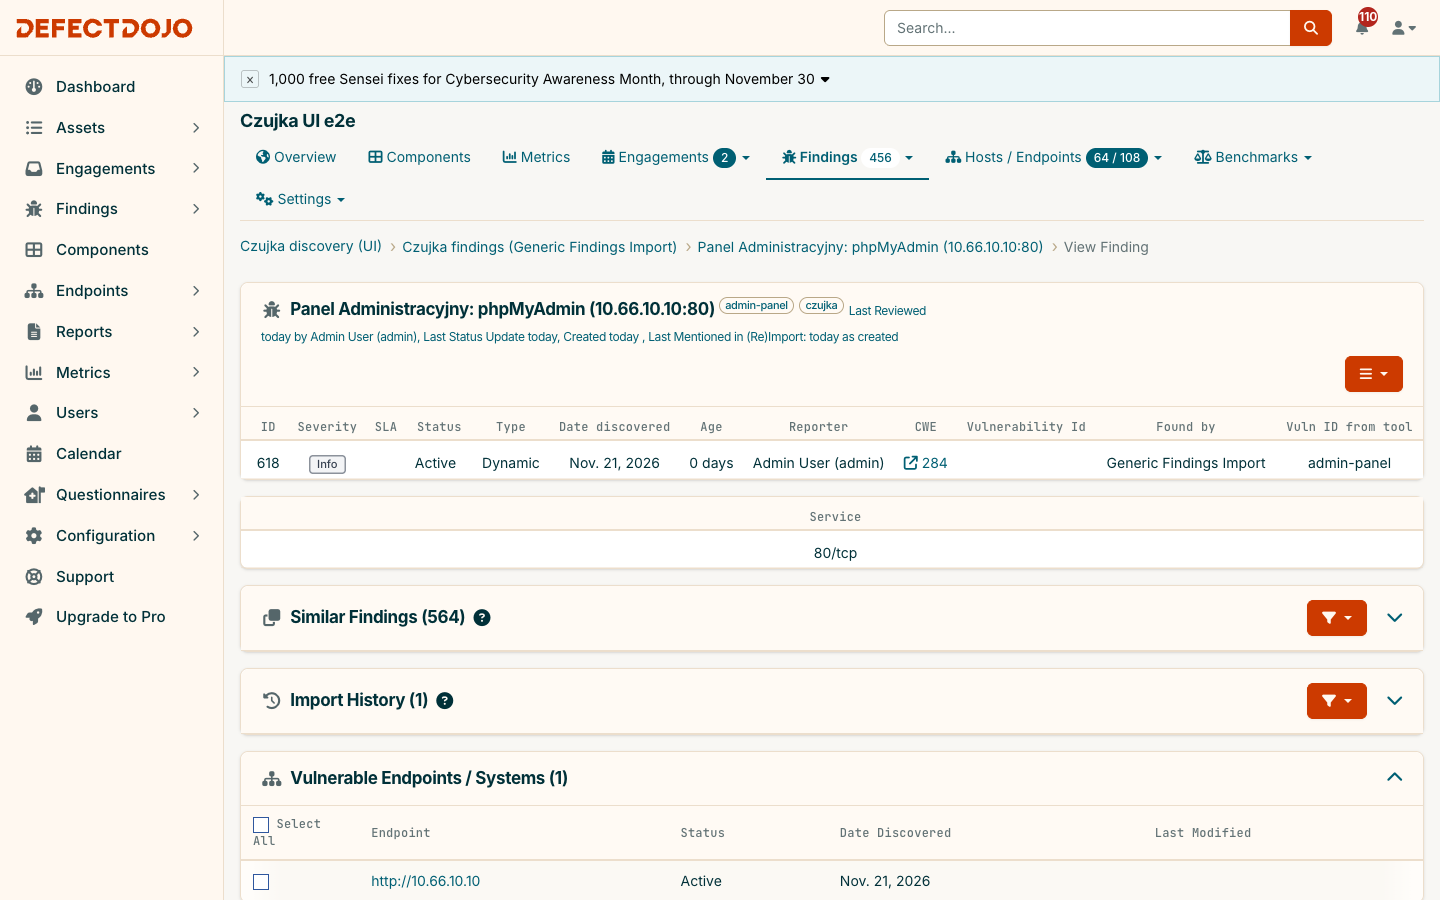 DEFECTDOJO
Search...
110
Dashboard
Assets
Engagements
Findings
Components
Endpoints
Reports
Metrics
Users
Calendar
Questionnaires
Configuration
Support
Upgrade to Pro
x 1,000 free Sensei fixes for Cybersecurity Awareness Month, through November 30
Czujka UI e2e
Overview Components Metrics Engagements 2 Findings 456 Hosts / Endpoints 64 / 108 Benchmarks
Settings
Czujka discovery (UI) Czujka findings (Generic Findings Import) Panel Administracyjny: phpMyAdmin (10.66.10.10:80) View Finding
Panel Administracyjny: phpMyAdmin (10.66.10.10:80) admin-panel czujka Last Reviewed
today by Admin User (admin), Last Status Update today, Created today , Last Mentioned in (Re)Import: today as created
ID Severity SLA Status Type Date discovered Age Reporter CWE Vulnerability Id Found by Vuln ID from tool
618 Info Active Dynamic Nov. 21, 2026 0 days Admin User (admin) 284 Generic Findings Import admin-panel
Service
80/tcp
Similar Findings (564) ?
Import History (1) ?
Vulnerable Endpoints / Systems (1)
Select All Endpoint Status Date Discovered Last Modified
http://10.66.10.10 Active Nov. 21, 2026